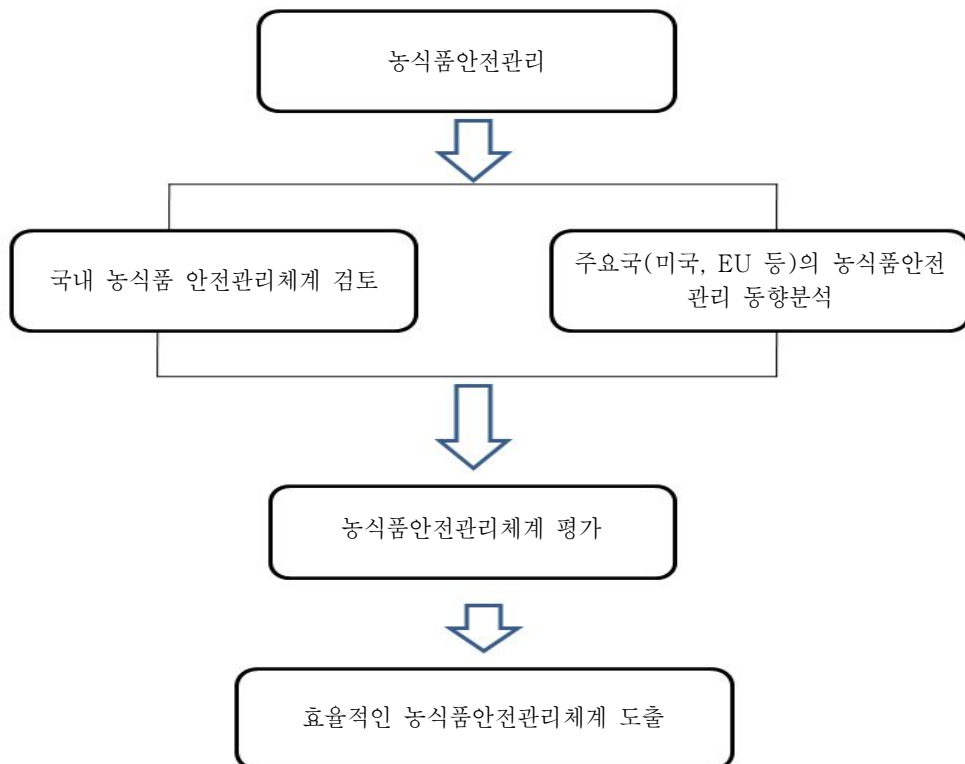 농식품안전관리
국내 농식품 안전관리체계 검토
주요국(미국, EU 등)의 농식품안전
관리 동향분석
농식품안전관리체계 평가
효율적인 농식품안전관리체계 도출